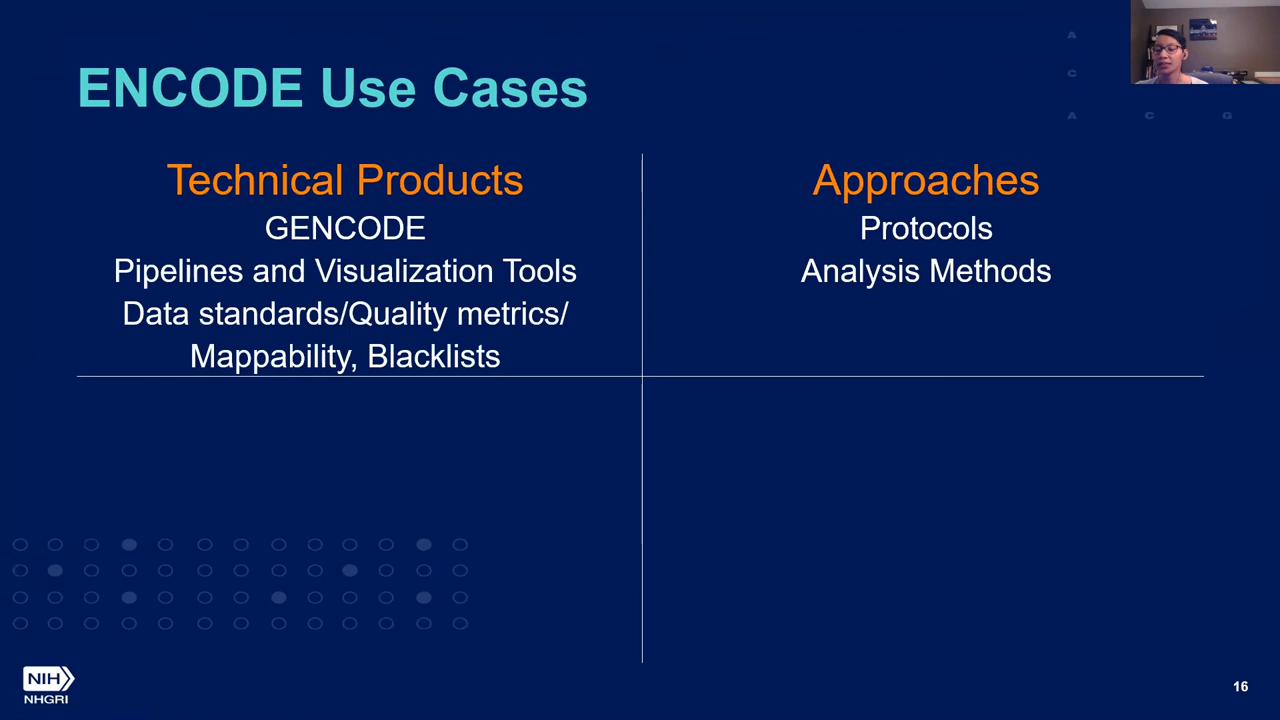 ENCODE Use Cases
A
C
A C G
Technical Products
GENCODE
Pipelines and Visualization Tools
Data standards/Quality metrics/
Mappability, Blacklists
Approaches
Protocols
Analysis Methods
NIH
NHGRI
16